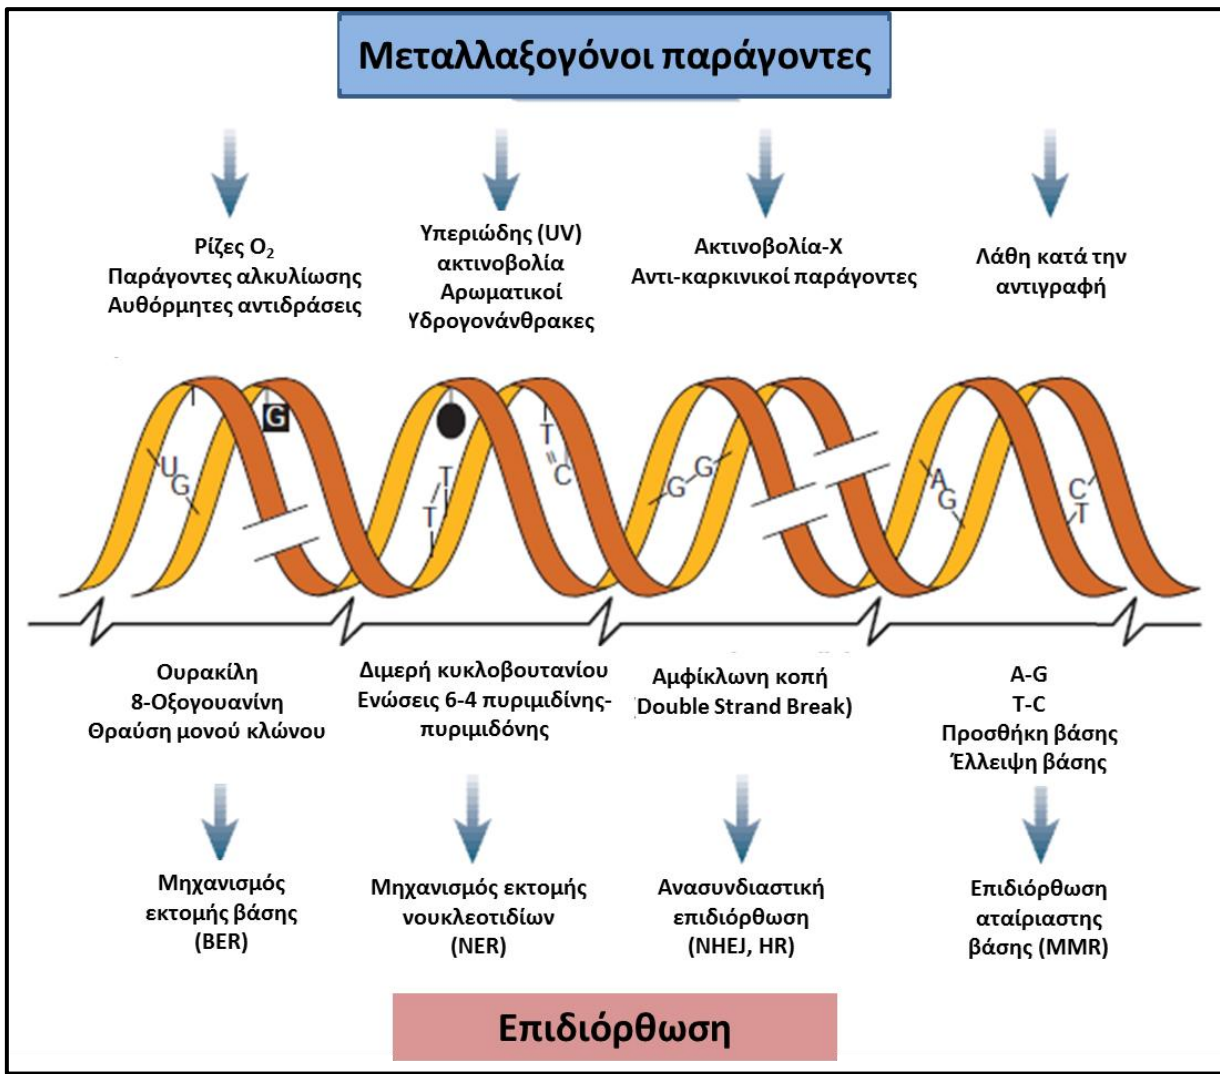 Μεταλλαξογόνοι παράγοντες
Ρίζες O₂
Παράγοντες αλκυλίωσης
Αυθόρμητες αντιδράσεις
Υπεριώδης (UV)
ακτινοβολία
Αρωματικοί
Υδρογονάνθρακες
Ακτινοβολία-Χ
Αντι-καρκινικοί παράγοντες
Λάθη κατά την
αντιγραφή
U
G
G
T
T
T
C
G
G
A
G
C
T
Ουρακίλη
8-Οξογουανίνη
Θραύση μονού κλώνου
Διμερή κυκλοβουτανίου
Ενώσεις 6-4 πυριμιδίνης-
πυριμιδόνης
Αμφίκλωνη κοπή
(Double Strand Break)
A-G
T-C
Προσθήκη βάσης
Έλλειψη βάσης
Μηχανισμός
εκτομής βάσης
(BER)
Μηχανισμός εκτομής
νουκλεοτιδίων
(NER)
Ανασυνδιαστική
επιδιόρθωση
(NHEJ, HR)
Επιδιόρθωση
αταίριαστης
βάσης (MMR)
Επιδιόρθωση